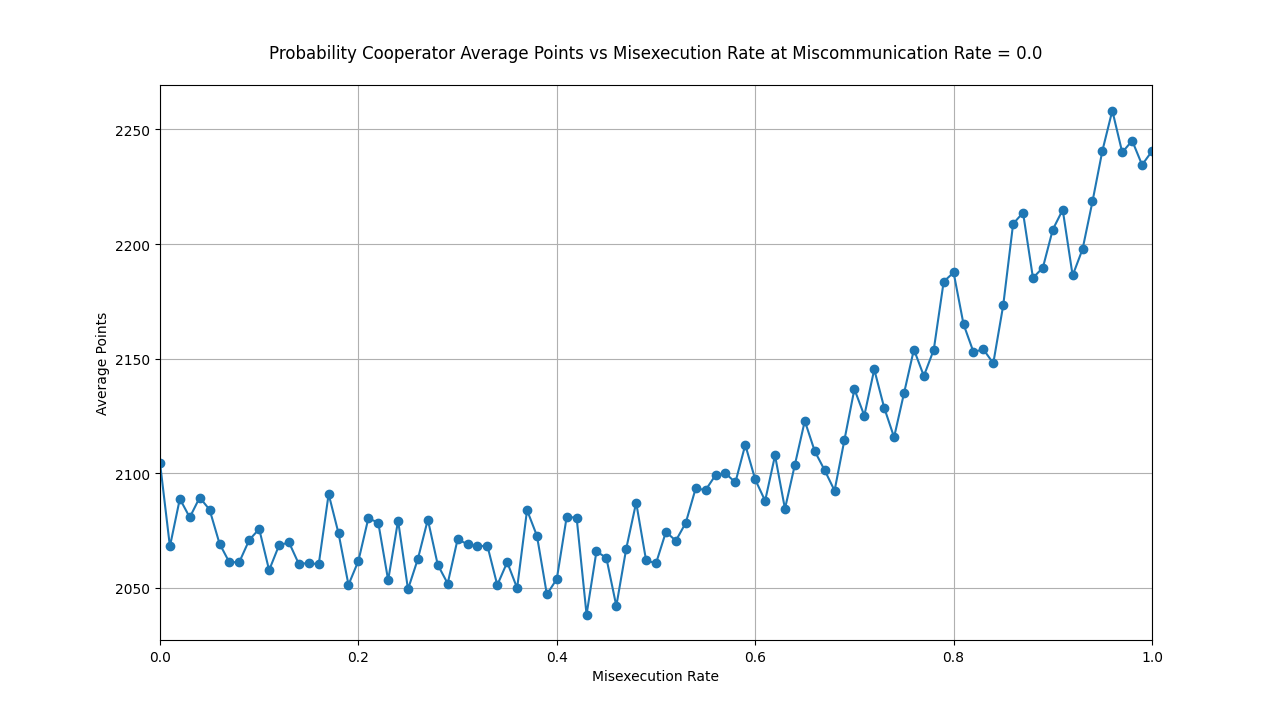 Probability Cooperator Average Points vs Misexecution Rate at Miscommunication Rate = 0.0
2250
2200
2150
2100
2050
Average Points
0.0 0.2 0.4 0.6 0.8 1.0
Misexecution Rate